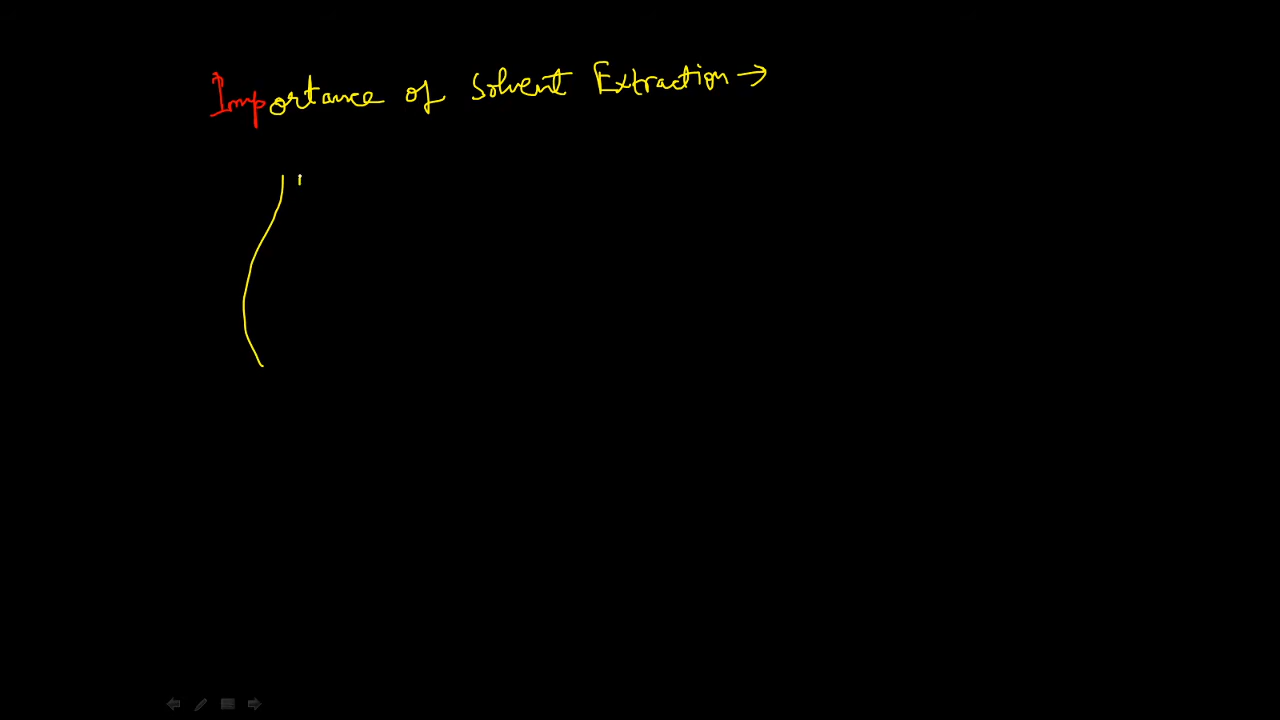 Importance of Solvent Extraction →